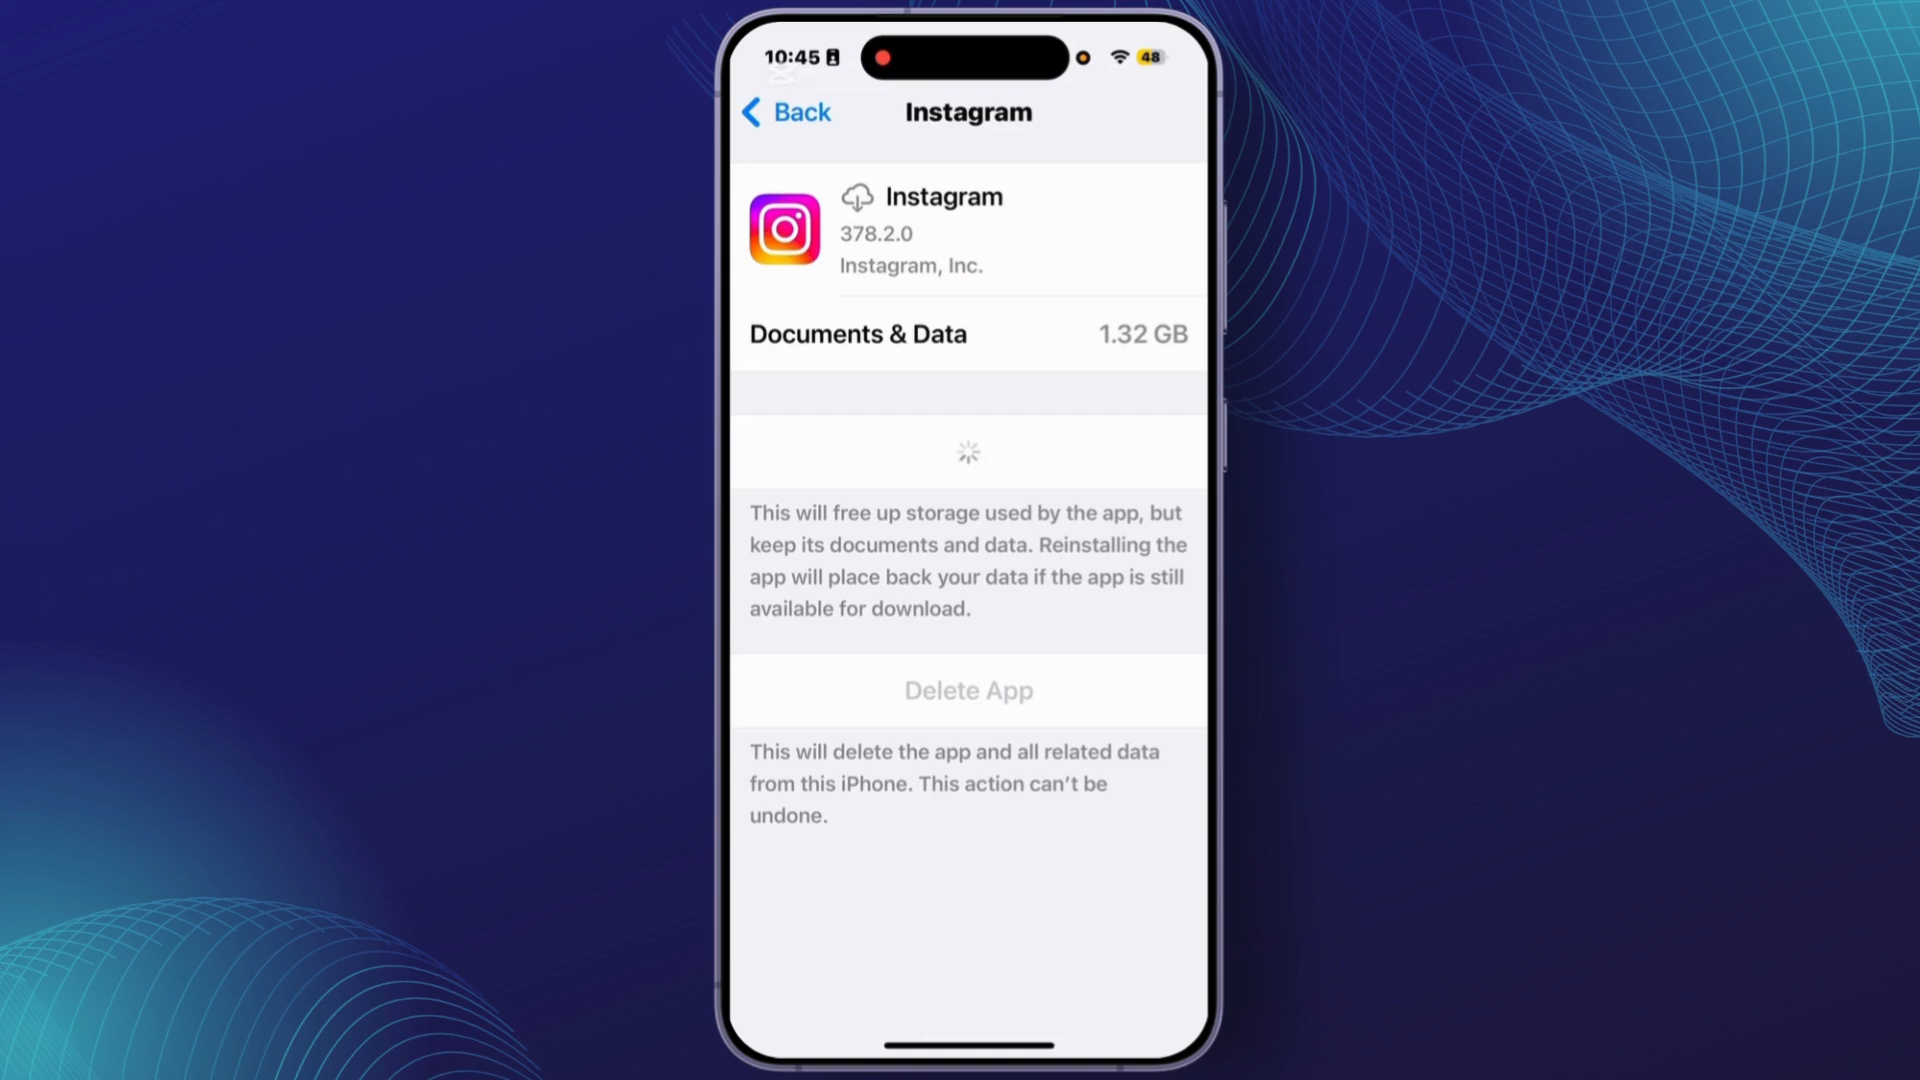 10:45
48
Back
Instagram
Instagram
378.2.0
Instagram, Inc.
Documents & Data
1.32 GB
This will free up storage used by the app, but
keep its documents and data. Reinstalling the
app will place back your data if the app is still
available for download.
Delete App
This will delete the app and all related data
from this iPhone. This action can’t be
undone.